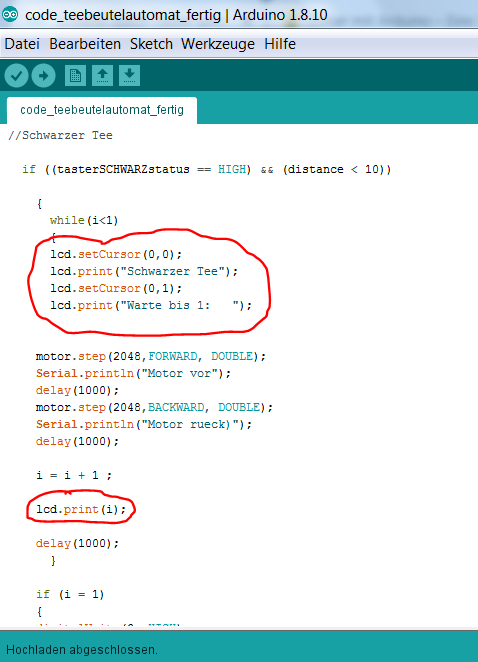 code_teebeutelautomat_fertig | Arduino 1.8.10
Datei Bearbeiten Sketch Werkzeuge Hilfe
code_teebeutelautomat_fertig
//Schwarzer Tee
if ((tasterSCHWARZstatus == HIGH) && (distance < 10))
{
while(i<1)
{
lcd.setCursor(0,0);
lcd.print("Schwarzer Tee");
lcd.setCursor(0,1);
lcd.print("Warte bis 1:   ");
motor.step(2048,FORWARD, DOUBLE);
Serial.println("Motor vor");
delay(1000);
motor.step(2048,BACKWARD, DOUBLE);
Serial.println("Motor rueck)");
delay(1000);
i = i + 1 ;
lcd.print(i);
delay(1000);
}
if (i = 1)
{
Hochladen abgeschlossen.